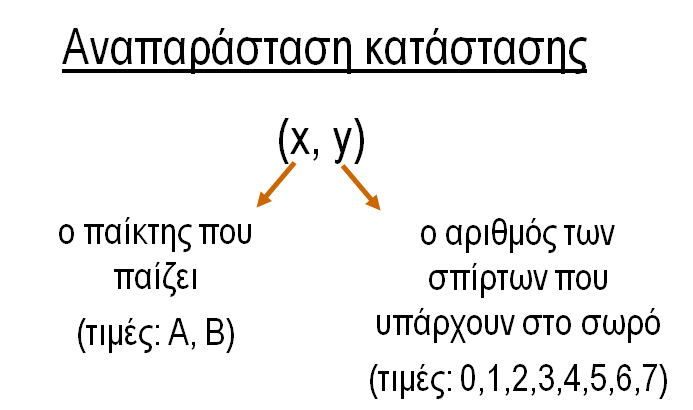 Αναπαράσταση κατάστασης
(x, y)
ο παίκτης που
παίζει
(τιμές: Α, Β)
ο αριθμός των
σπίρτων που
υπάρχουν στο σωρό
(τιμές: 0,1,2,3,4,5,6,7)